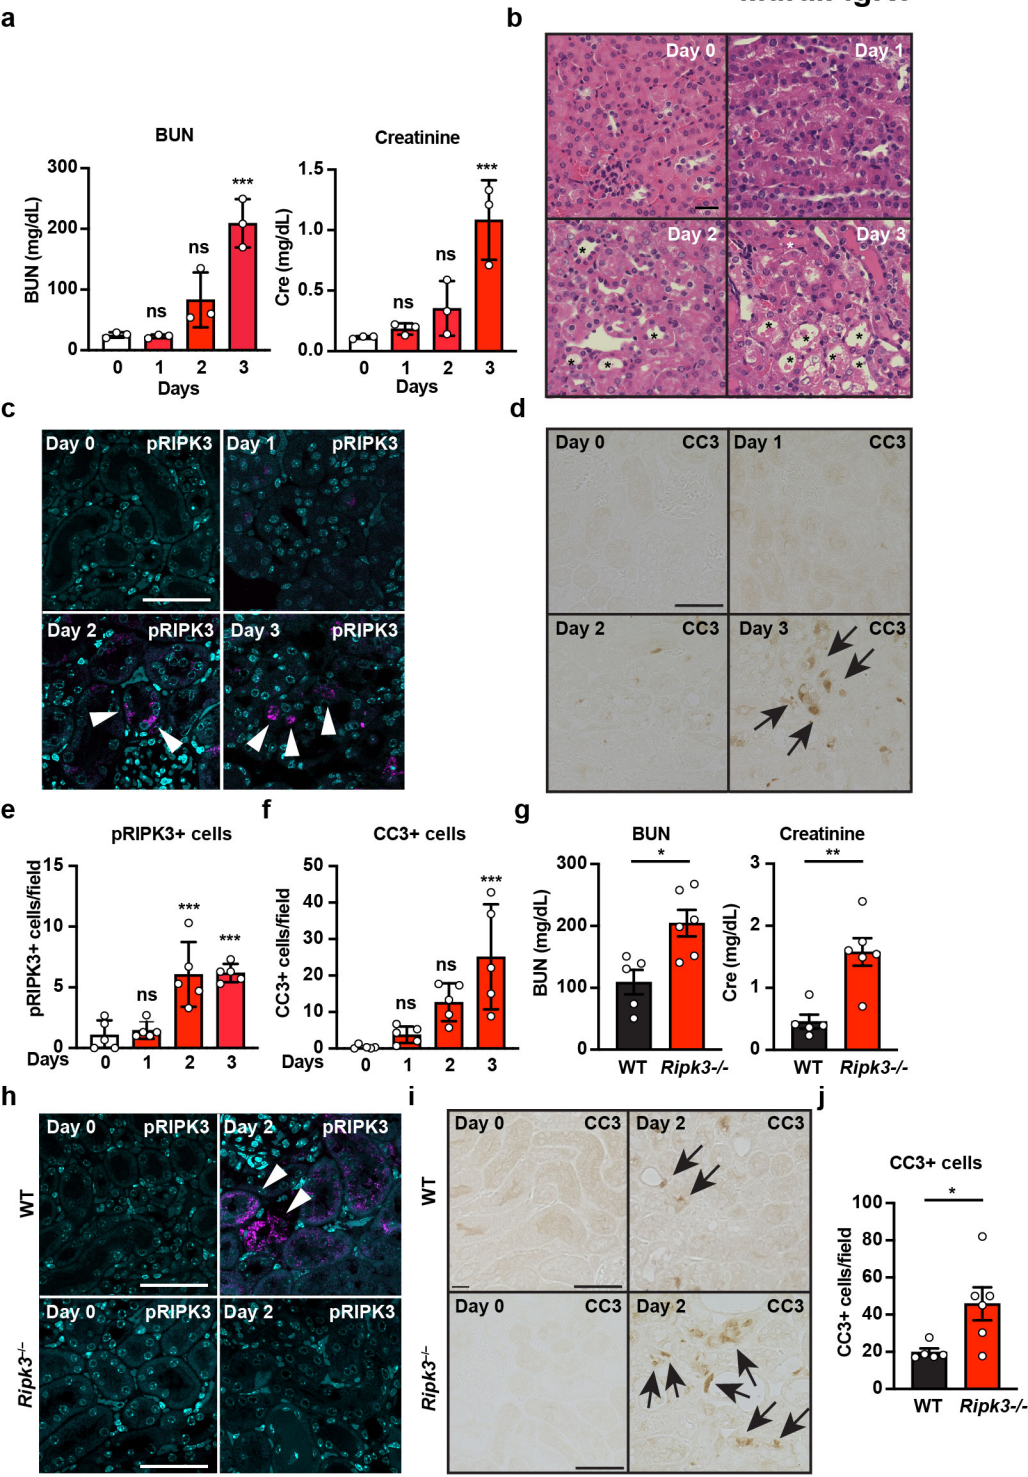 a
BUN
300
200
100
0
BUN (mg/dL)
ns
ns
***
0 1 2 3
Days
Creatinine
1.5
1.0
0.5
0.0
Cre (mg/dL)
ns
ns
***
0 1 2 3
Days
b
Day 0
Day 1
Day 2
Day 3
* * * *
* * * * * * *
c
Day 0 pRIPK3
Day 1 pRIPK3
Day 2 pRIPK3
Day 3 pRIPK3
d
Day 0 CC3
Day 1 CC3
Day 2 CC3
Day 3 CC3
e
pRIPK3+ cells
15
10
5
0
pRIPK3+ cells/field
ns
***
***
Days 0 1 2 3
f
CC3+ cells
50
40
30
20
10
0
CC3+ cells/field
ns
ns
***
Days 0 1 2 3
g
BUN
300
200
100
0
BUN (mg/dL)
*
WT Ripk3-/-
Creatinine
3
2
1
0
Cre (mg/dL)
**
WT Ripk3-/-
h
WT
Day 0 pRIPK3
Day 2 pRIPK3
Ripk3–/–
Day 0 pRIPK3
Day 2 pRIPK3
i
WT
Day 0 CC3
Day 2 CC3
Ripk3–/–
Day 0 CC3
Day 2 CC3
j
CC3+ cells
100
80
60
40
20
0
CC3+ cells/field
*
WT Ripk3-/-